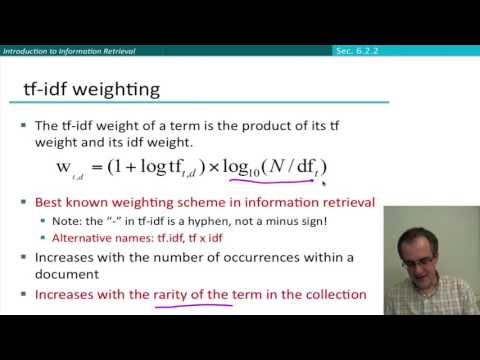 Introduction to Information Retrieval
Sec. 6.2.2
tf-idf weighting
• The tf-idf weight of a term is the product of its tf
weight and its idf weight.
w_{t,d} = (1 + log tf_{t,d}) × log_{10}(N / df_t)
• Best known weighting scheme in information retrieval
• Note: the “-” in tf-idf is a hyphen, not a minus sign!
• Alternative names: tf.idf, tf x idf
• Increases with the number of occurrences within a
document
• Increases with the rarity of the term in the collection